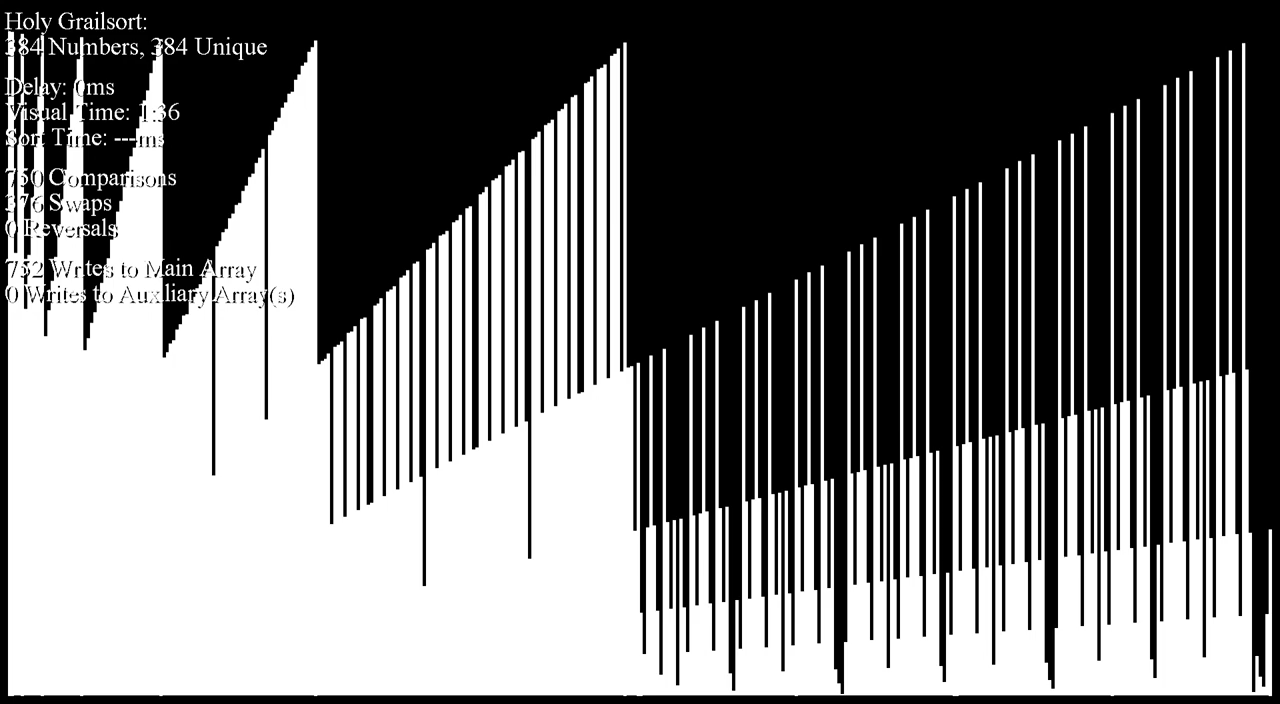 Holy Grailsort:
384 Numbers, 384 Unique
Delay: 0ms
Visual Time: 1:36
Sort Time: ---ms
750 Comparisons
376 Swaps
0 Reversals
752 Writes to Main Array
0 Writes to Auxiliary Array(s)